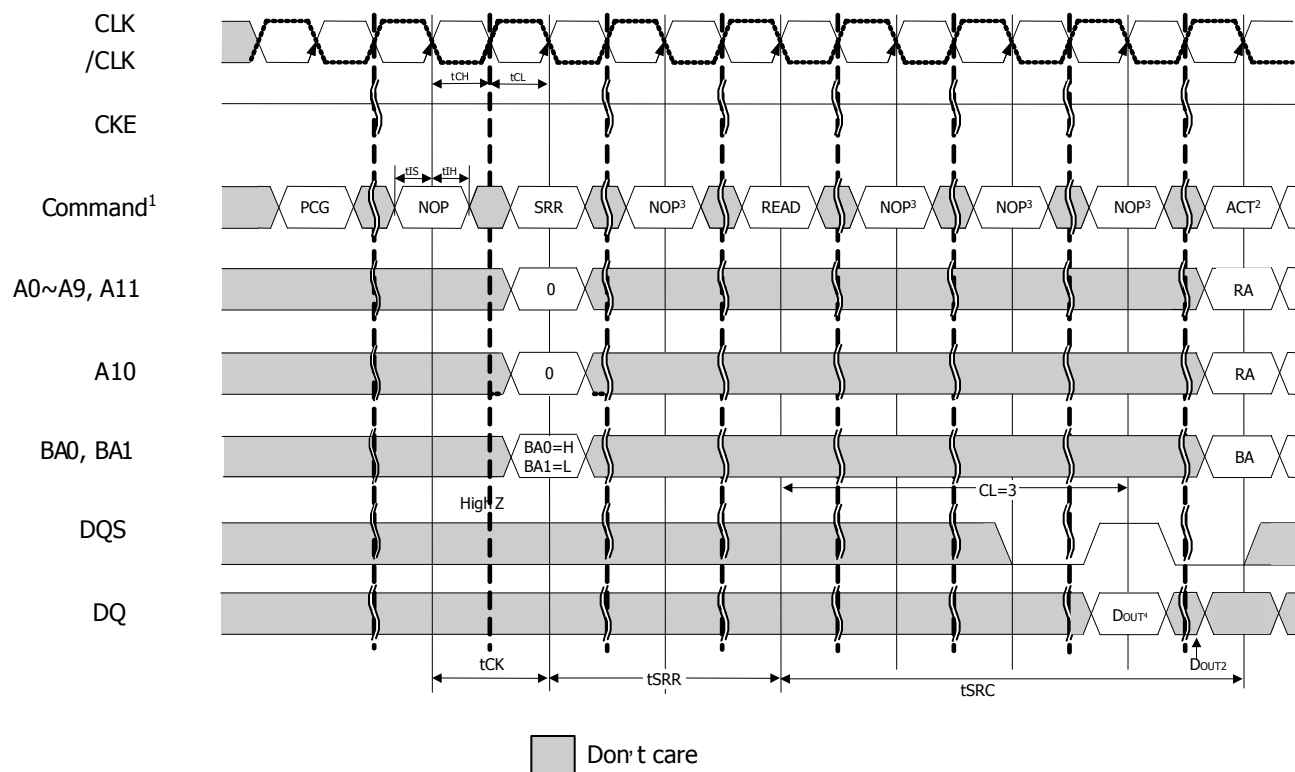 CLK
/CLK
tCH tCL
CKE
tIS tIH
Command1 PCG NOP SRR NOP3 READ NOP3 NOP3 NOP3 ACT2
A0~A9, A11 0 RA
A10 0 RA
BA0, BA1 BA0=H BA
BA1=L
CL=3
High Z
DQS
DQ DOUT4
DOUT2
tCK tSRR tSRC
Don't care